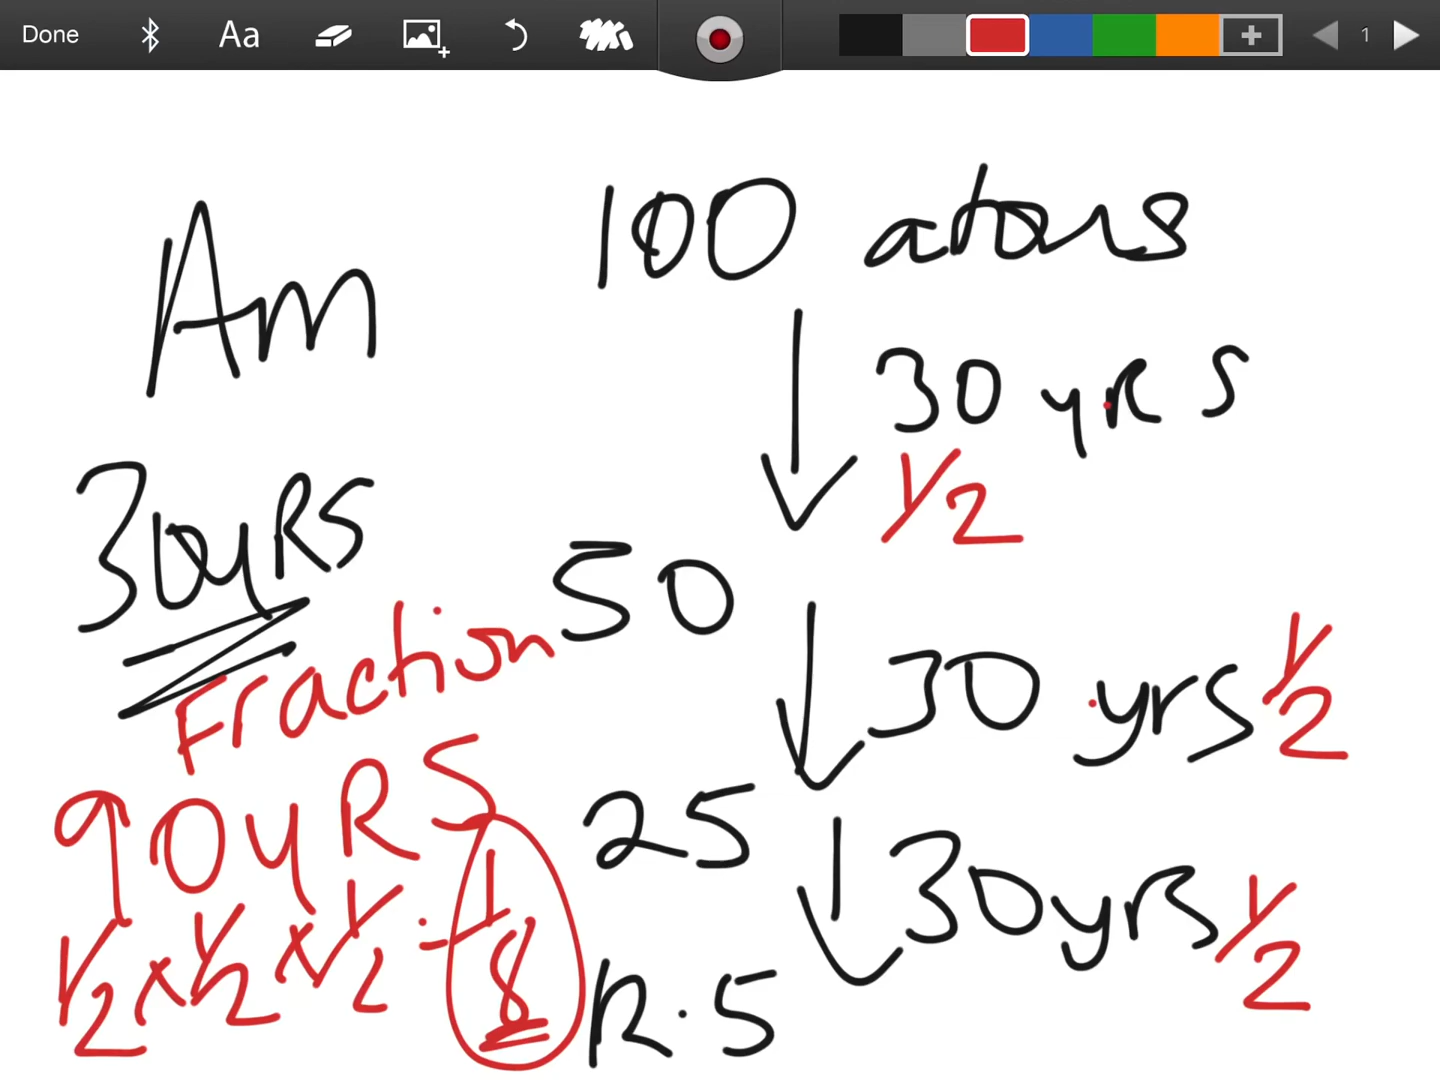 Done Aa 1
Am 100 atoms
30 yRS
1/2
30yRS
50
Fraction
30 yrs 1/2
90yRS
25
30yrs 1/2
1/2 x 1/2 x 1/2 = 1/8
12.5